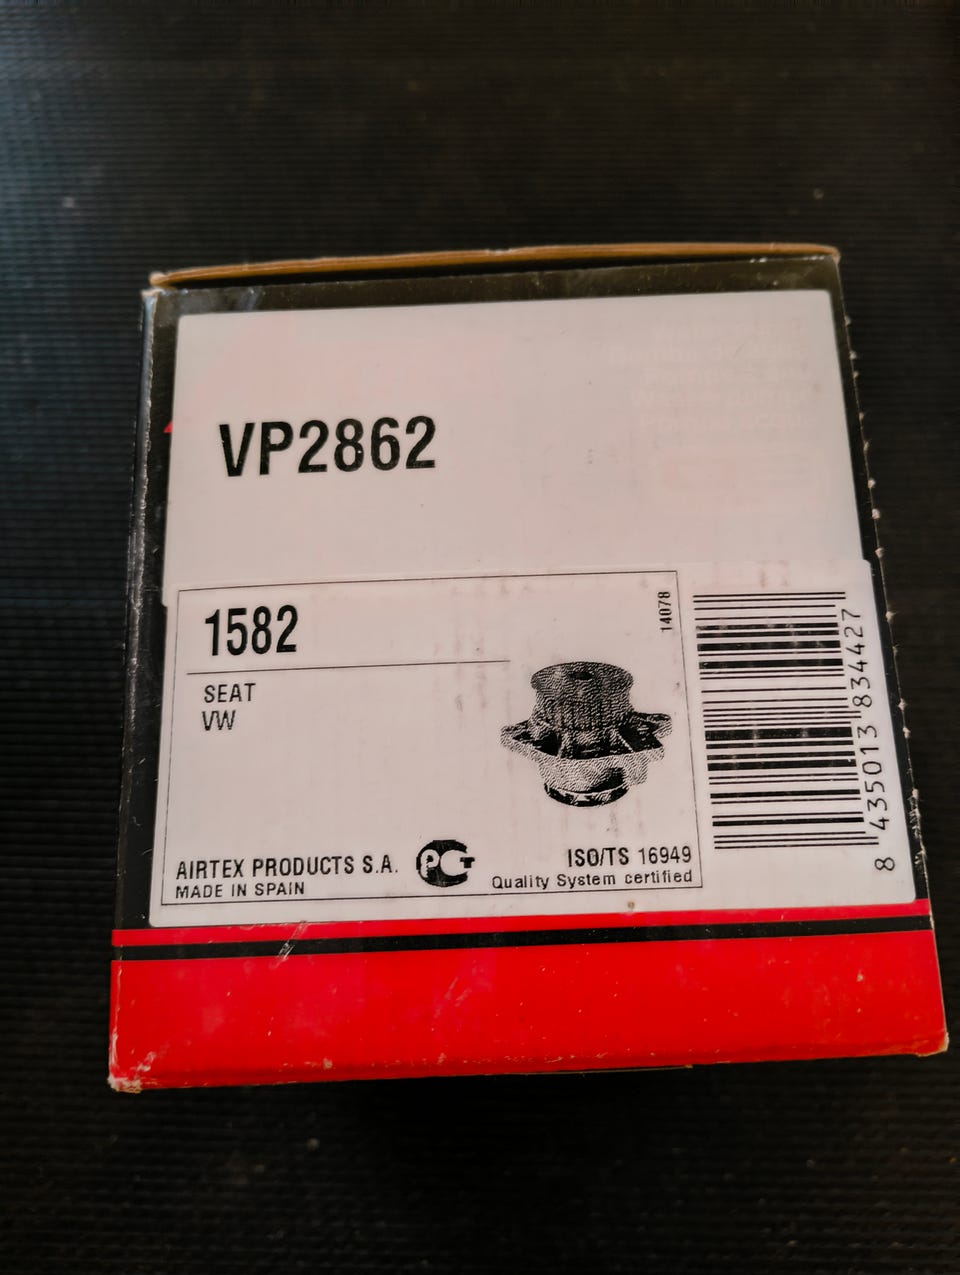 VP2862
1582
14078
SEAT
VW
AIRTEX PRODUCTS S.A.
MADE IN SPAIN
ISO/TS 16949
Quality System certified
8 435013 834427